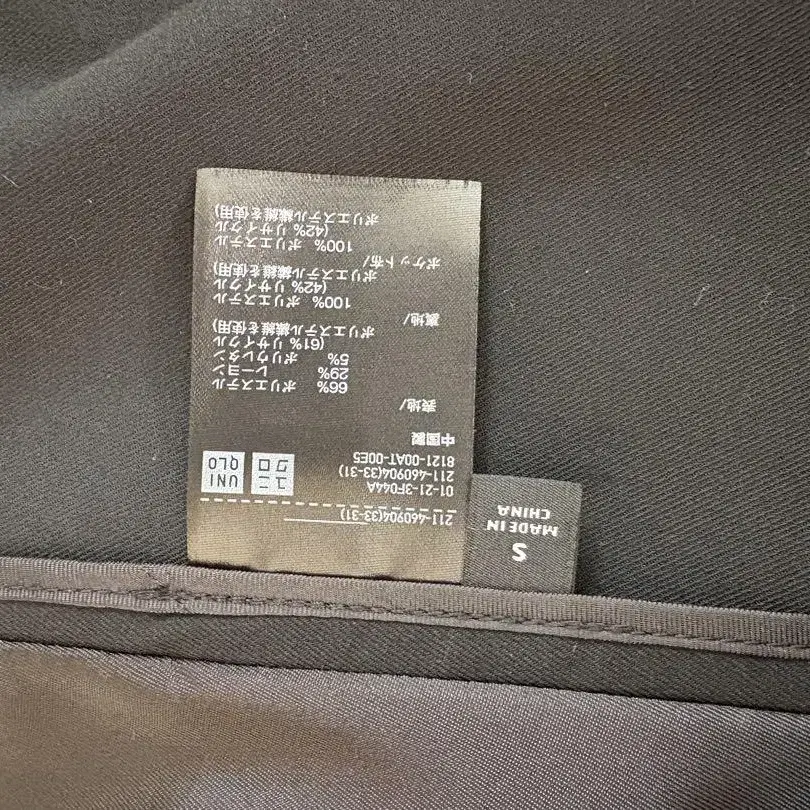 211-460904(33-31)
01-21-3F044A
211-460904(33-31)
8121-00AT-00E5
ユニ
クロ
UNI
QLO
中国製
表地/
66% ポリエステル
29% レーヨン
5% ポリウレタン
(61% リサイクル
ポリエステル繊維を使用)
裏地/
100% ポリエステル
(42% リサイクル
ポリエステル繊維を使用)
ポケット布/
100% ポリエステル
(42% リサイクル
ポリエステル繊維を使用)
S
MADE IN
CHINA